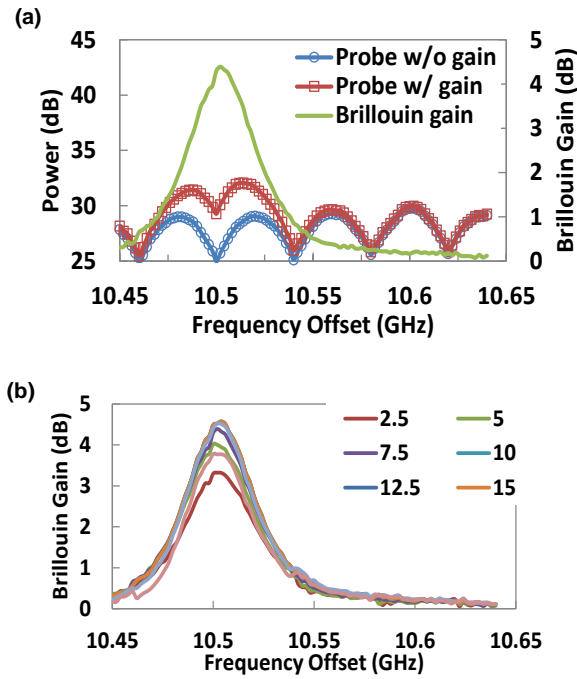 (a)
Power (dB)
45
40
35
30
25
Probe w/o gain
Probe w/ gain
Brillouin gain
5
4
3
2
1
0
Brillouin Gain (dB)
10.45 10.5 10.55 10.6 10.65
Frequency Offset (GHz)
(b)
Brillouin Gain (dB)
5
4
3
2
1
0
2.5 5
7.5 10
12.5 15
10.45 10.5 10.55 10.6 10.65
Frequency Offset (GHz)